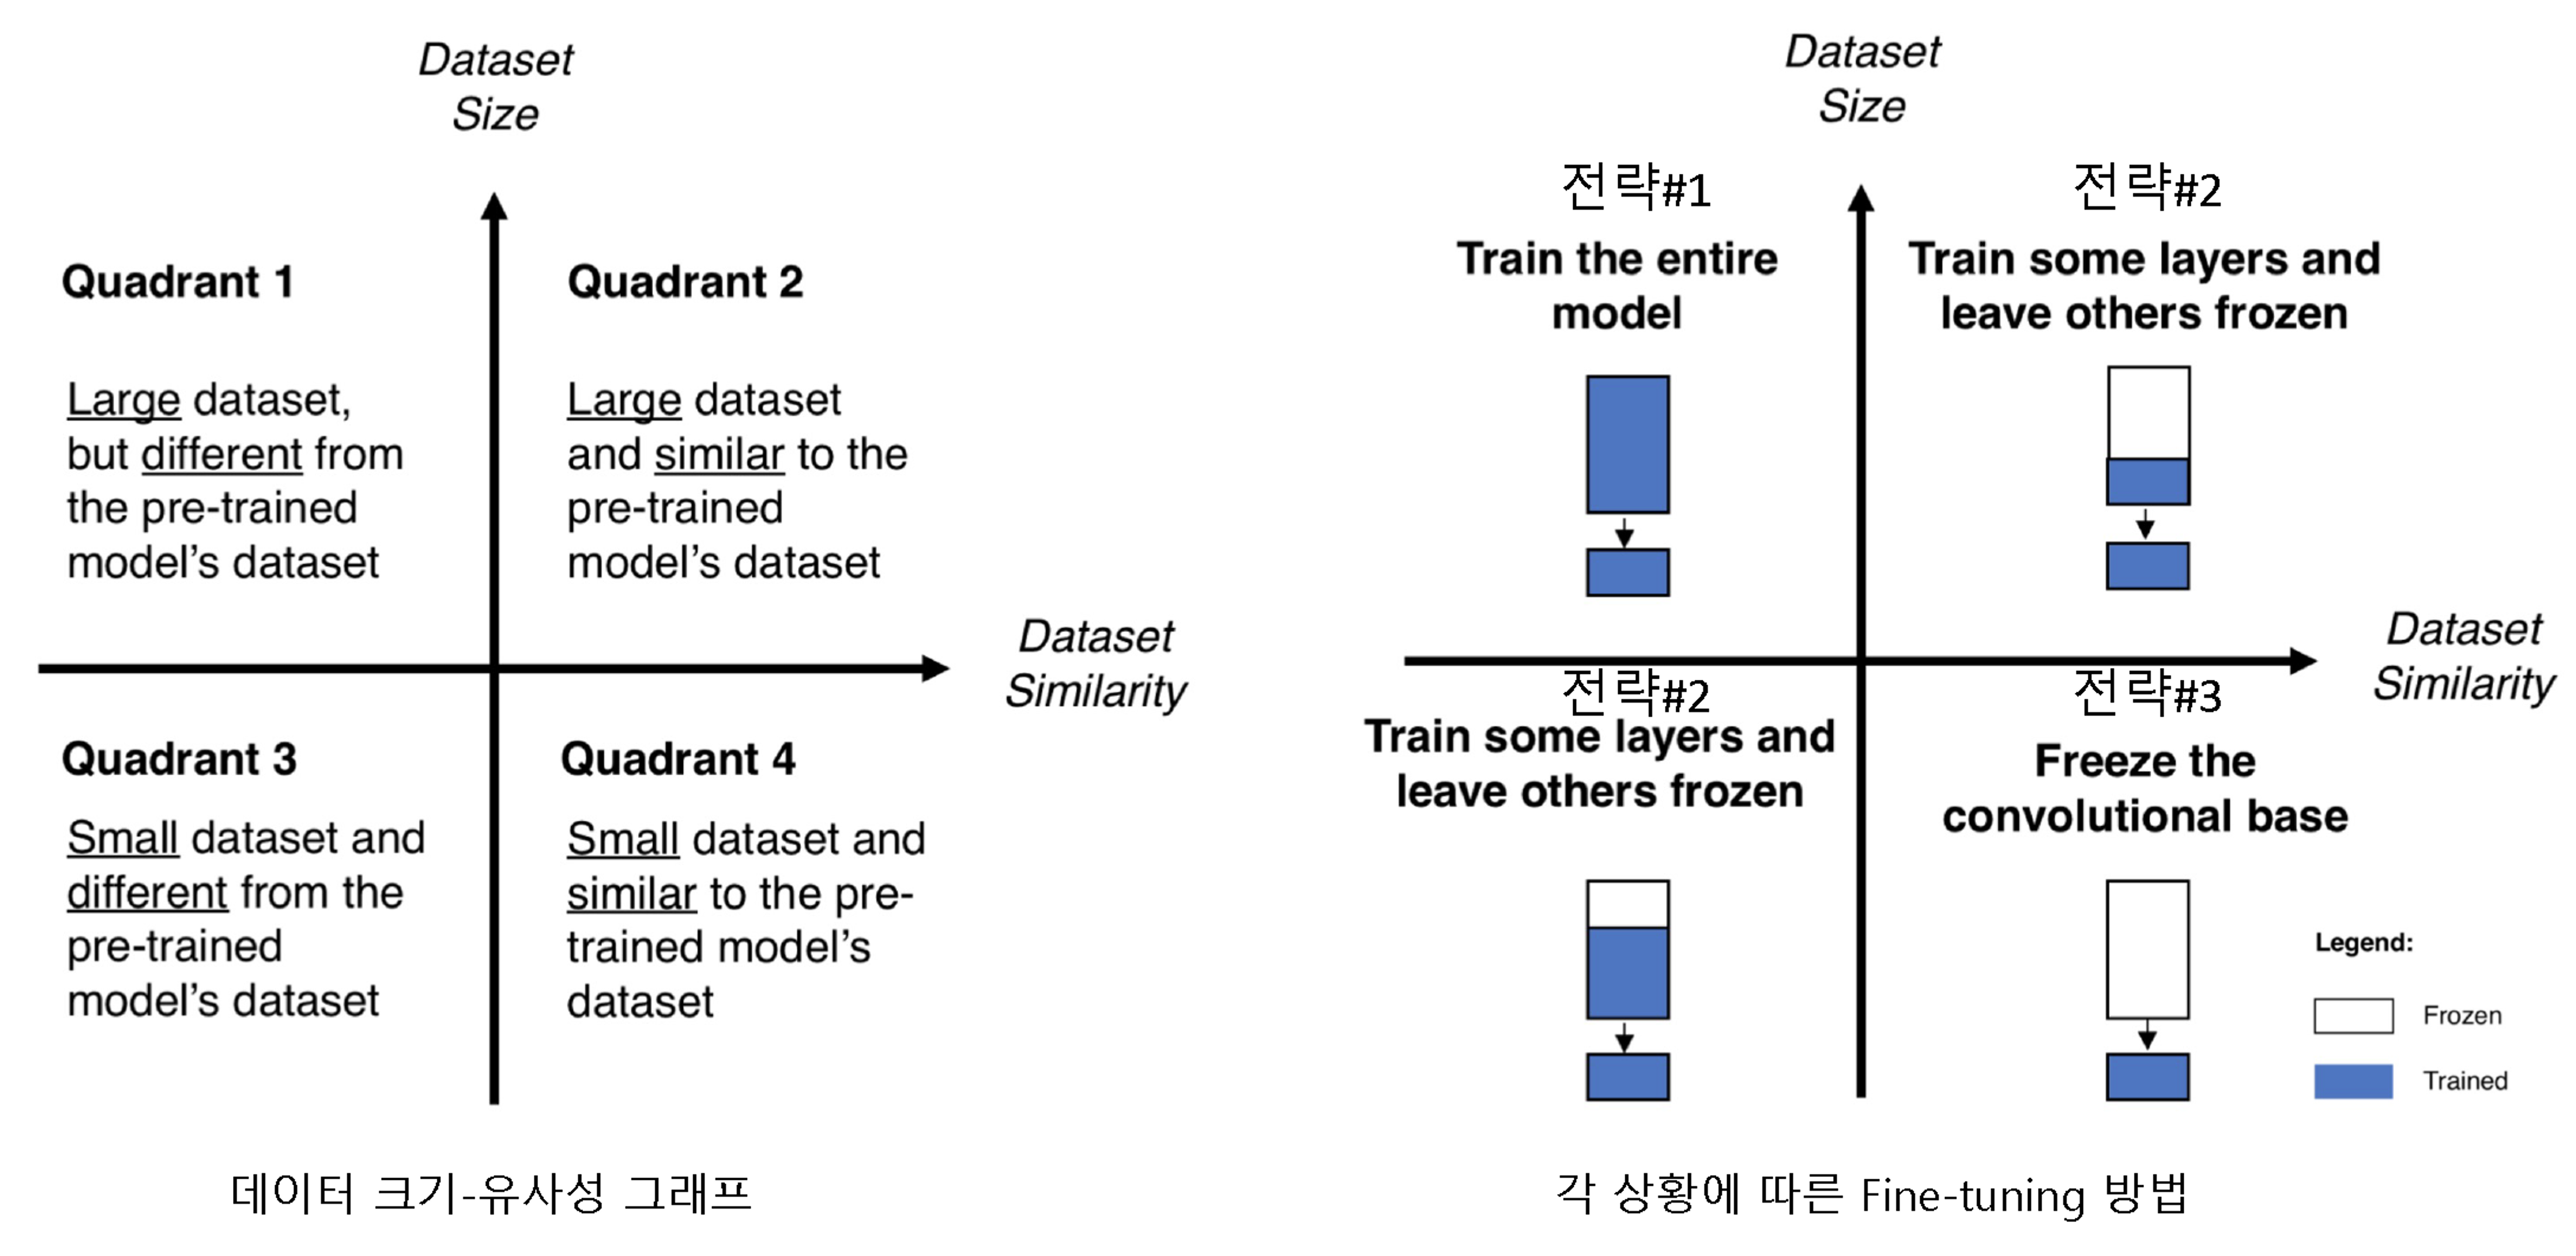 Dataset
Size
Quadrant 1
Large dataset,
but different from
the pre-trained
model's dataset
Quadrant 2
Large dataset
and similar to the
pre-trained
model's dataset
Dataset
Similarity
Quadrant 3
Small dataset and
different from the
pre-trained
model's dataset
Quadrant 4
Small dataset and
similar to the pre-
trained model's
dataset
데이터 크기-유사성 그래프
Dataset
Size
전략#1
Train the entire
model
전략#2
Train some layers and
leave others frozen
Dataset
Similarity
전략#2
Train some layers and
leave others frozen
전략#3
Freeze the
convolutional base
Legend:
Frozen
Trained
각 상황에 따른 Fine-tuning 방법